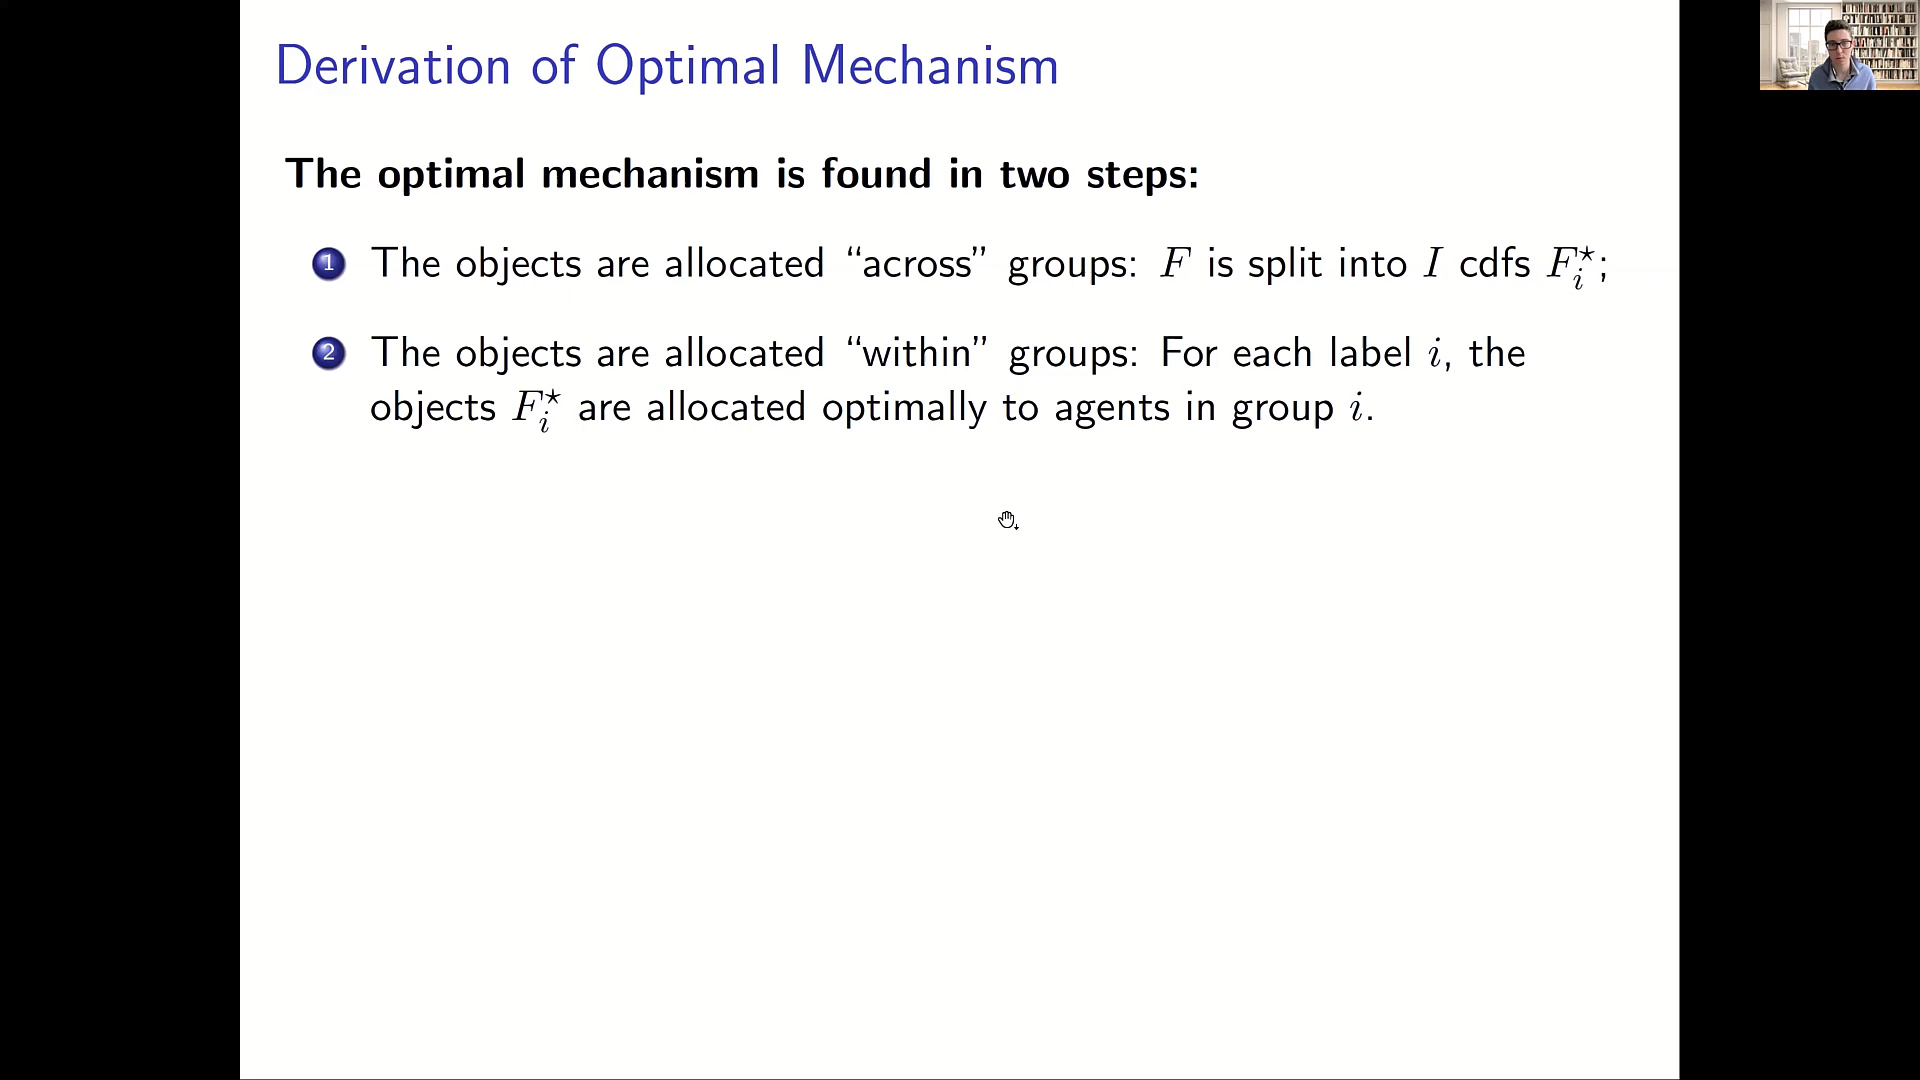 Derivation of Optimal Mechanism
The optimal mechanism is found in two steps:
1 The objects are allocated “across” groups: F is split into I cdfs F_i^⋆;
2 The objects are allocated “within” groups: For each label i, the
objects F_i^⋆ are allocated optimally to agents in group i.